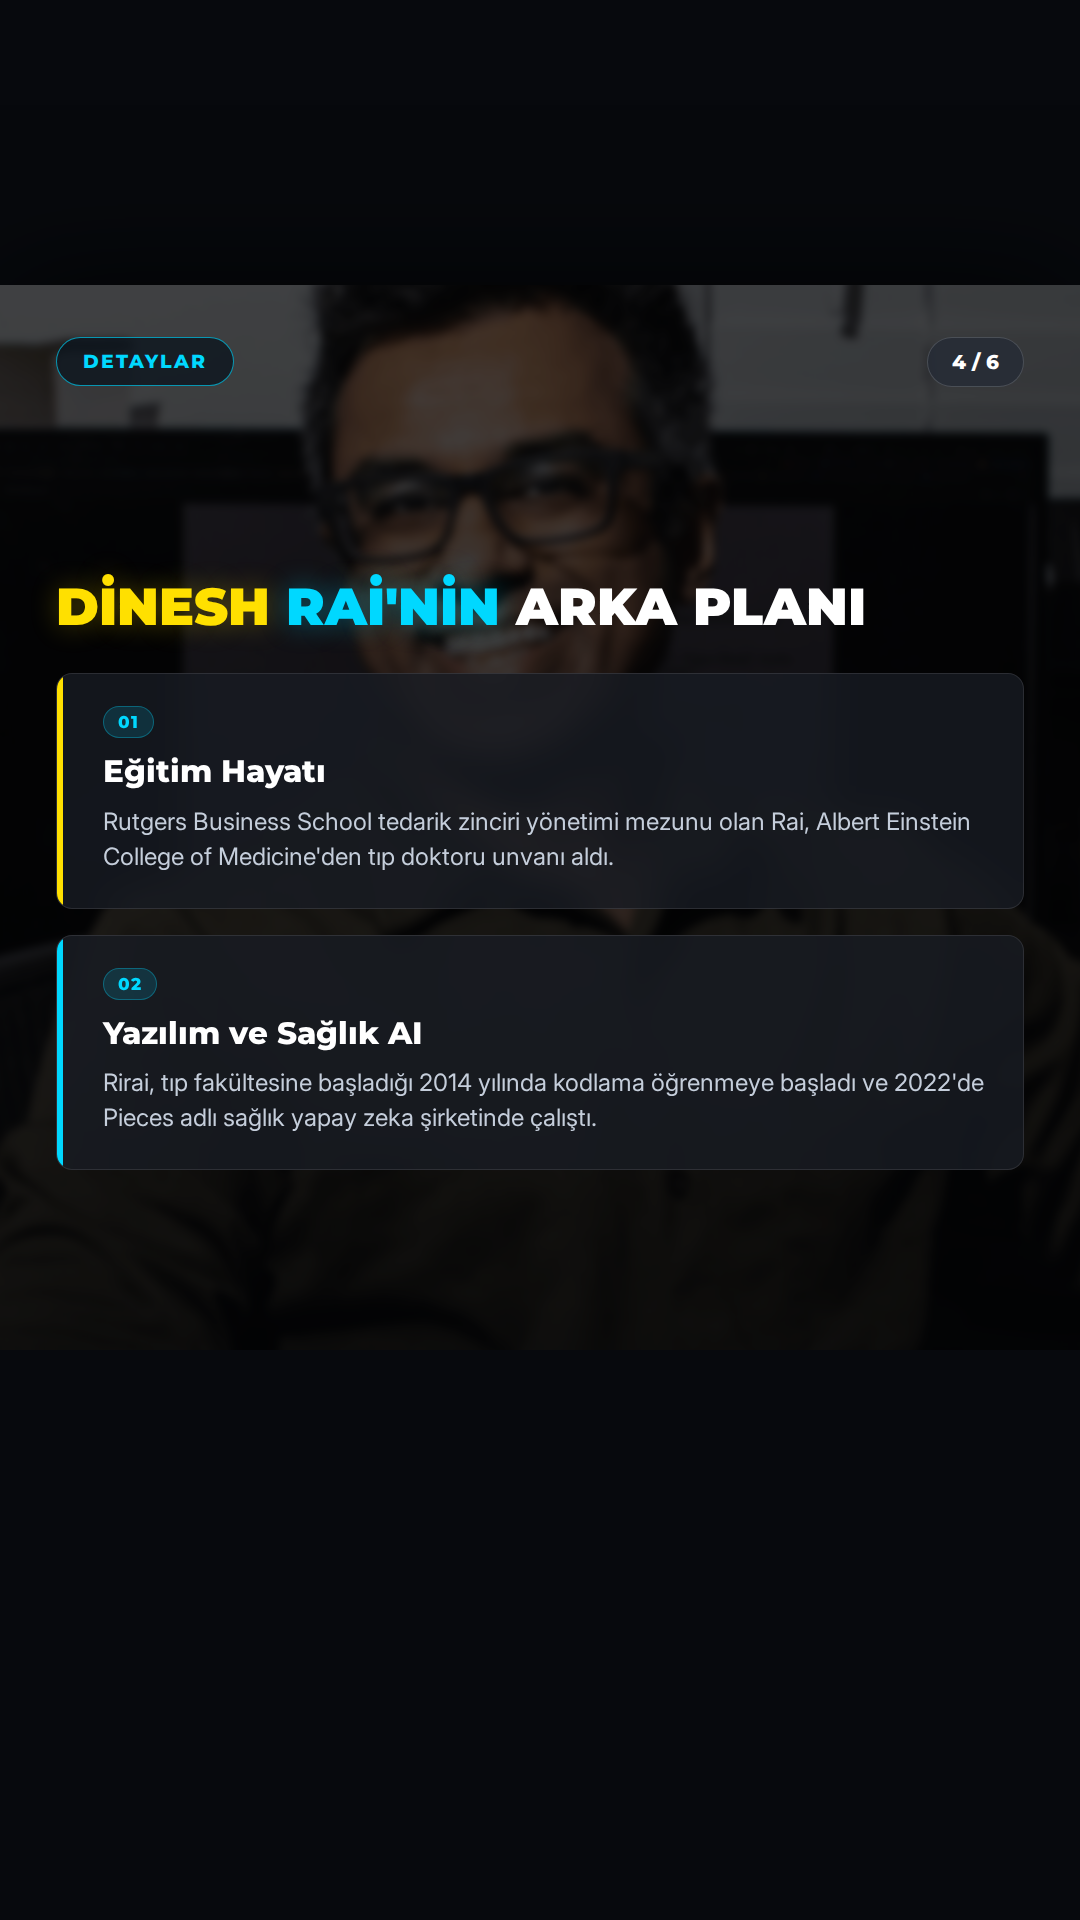 DETAYLAR
4 / 6
DİNESH RAİ'NİN ARKA PLANI
01
Eğitim Hayatı
Rutgers Business School tedarik zinciri yönetimi mezunu olan Rai, Albert Einstein
College of Medicine'den tıp doktoru unvanı aldı.
02
Yazılım ve Sağlık AI
Rirai, tıp fakültesine başladığı 2014 yılında kodlama öğrenmeye başladı ve 2022'de
Pieces adlı sağlık yapay zeka şirketinde çalıştı.